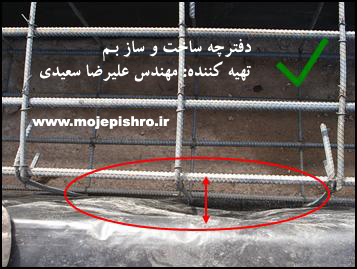 دفترچه ساخت و ساز بم
تهیه کننده: مهندس علیرضا سعیدی
www.mojepishro.ir